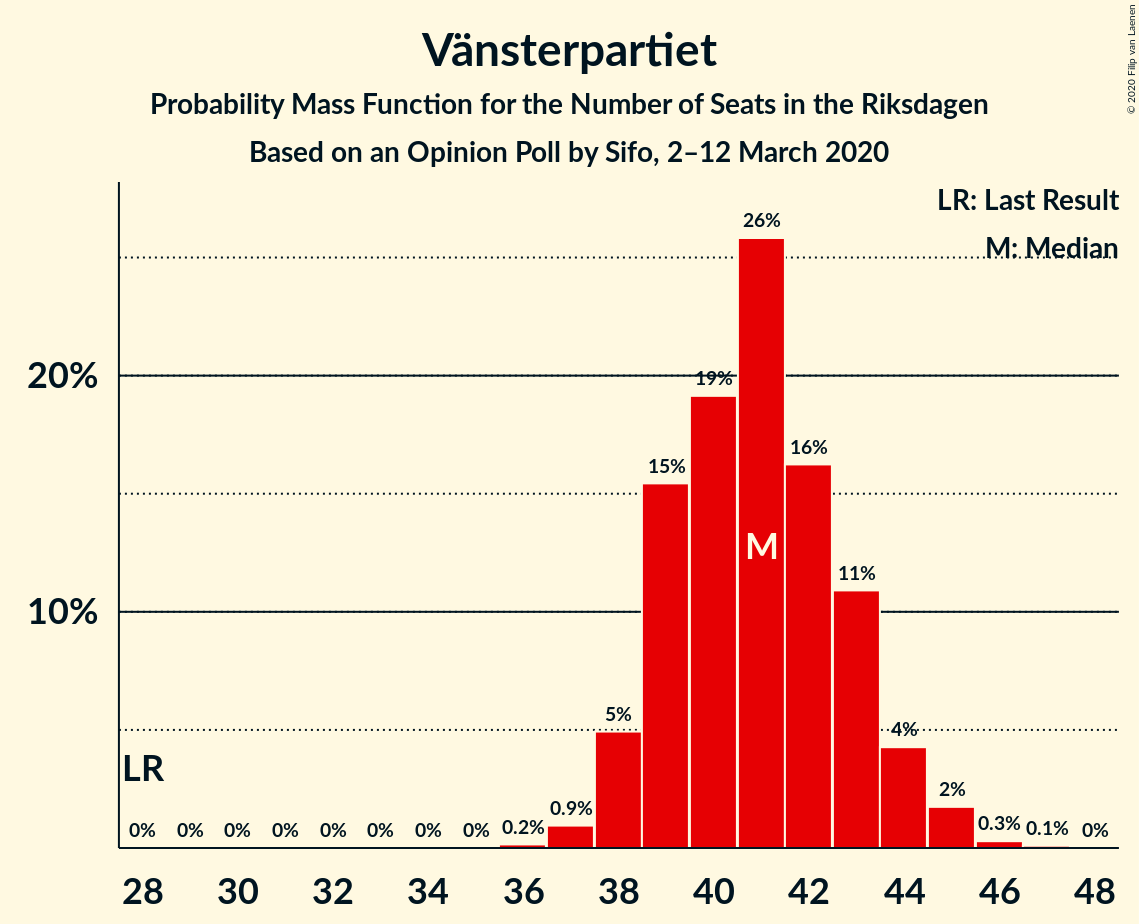 Vänsterpartiet
Probability Mass Function for the Number of Seats in the Riksdagen
Based on an Opinion Poll by Sifo, 2–12 March 2020
© 2020 Filip van Laenen
LR: Last Result
M: Median
26%
20%
19%
16%
15%
M
11%
10%
5%
4%
LR
2%
0% 0% 0% 0% 0% 0% 0% 0% 0.2% 0.9% 0.3% 0.1% 0%
28 30 32 34 36 38 40 42 44 46 48